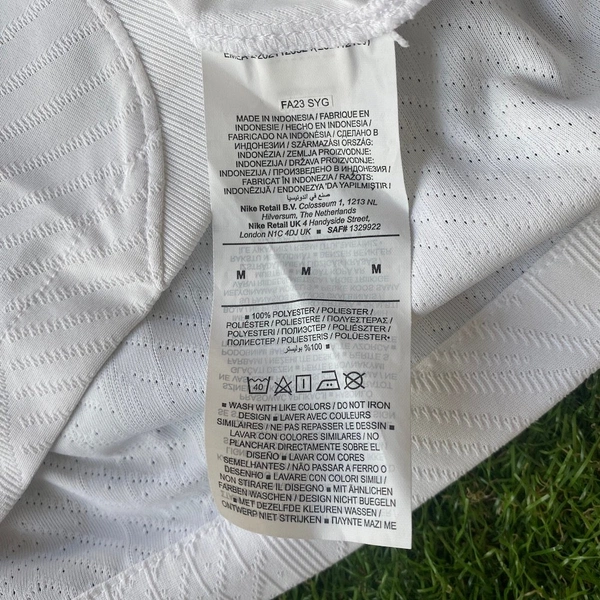 FA23 SYG
MADE IN INDONESIA / FABRIQUE EN
INDONESIE / HECHO EN INDONESIA /
FABRICADO NA INDONÉSIA / СДЕЛАНО В
ИНДОНЕЗИИ / SZÁRMAZÁSI ORSZÁG:
INDONÉZIA / ZEMLJA PROIZVODNJE:
INDONEZIJA / DRŽAVA PROIZVODNJE:
INDONEZIJA / ПРОИЗВЕДЕНО В ИНДОНЕЗИЯ /
FABRICAT ÎN INDONEZIA / RAŽOTS:
INDONĒZIJĀ / ENDONEZYA 'DA YAPILMIŞTIR /
صنع في اندونيسيا
Nike Retail B.V. Colosseum 1, 1213 NL
Hilversum, The Netherlands
Nike Retail UK 4 Handyside Street,
London N1C 4DJ UK ■ SAF# 1329922
M M M
■ 100% POLYESTER / POLIESTER /
POLIÉSTER / POLIESTERE / ΠΟΛΥΕΣΤΕΡΑΣ /
POLYESTERI / ПОЛИЭСТЕР / POLIÉSZTER /
ПОЛИЕСТЕР / POLIESTERIS / POLÜESTER■
100% بوليستر ■
40
■ WASH WITH LIKE COLORS / DO NOT IRON
DESIGN ■ LAVER AVEC COULEURS
SIMILAIRES / NE PAS REPASSER LE DESSIN ■
LAVAR CON COLORES SIMILARES / NO
PLANCHAR DIRECTAMENTE SOBRE EL
DISEÑO ■ LAVAR COM CORES
SEMELHANTES / NÃO PASSAR A FERRO O
DESENHO ■ LAVARE CON COLORI SIMILI /
NON STIRARE IL DISEGNO ■ MIT ÄHNLICHEN
FARBEN WASCHEN / DESIGN NICHT BUEGELN
■ MET DEZELFDE KLEUREN WASSEN /
ONTWERP NIET STRIJKEN ■ ΠΛΥΝΤΕ ΜΑΖΙ ΜΕ